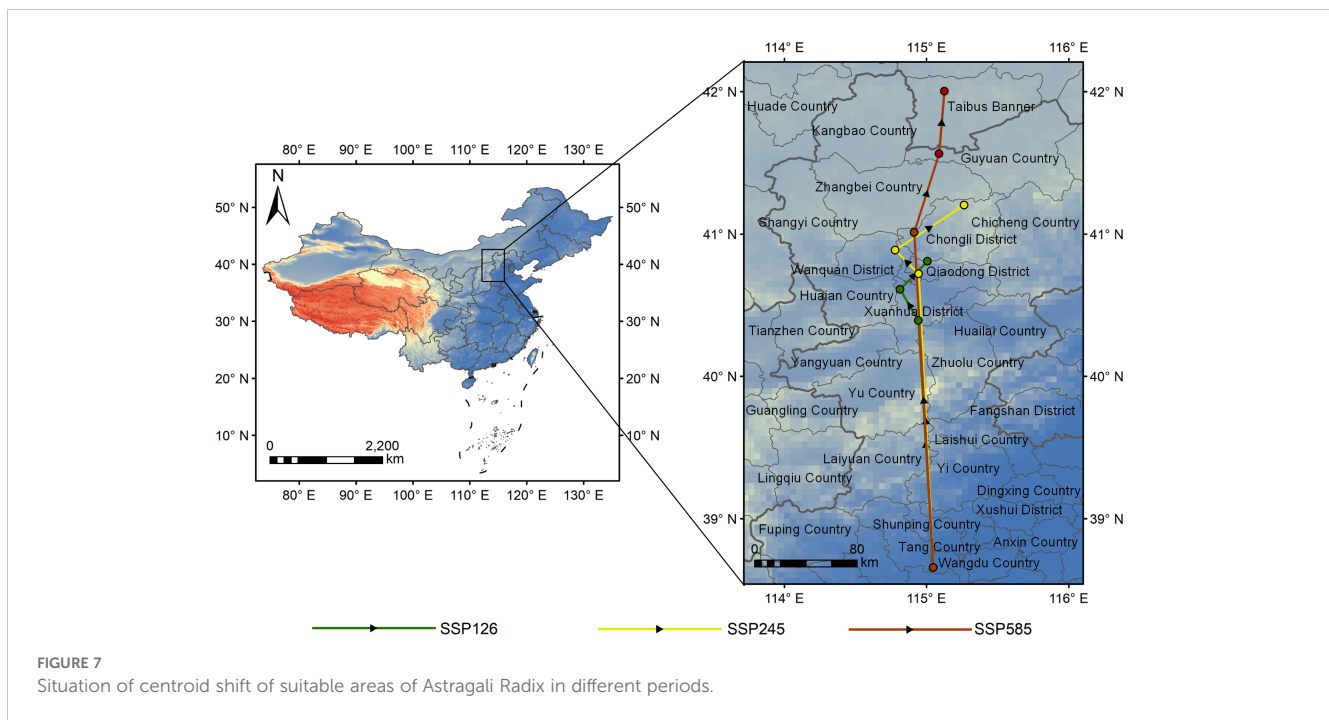 114° E 115° E 116° E
42° N 42° N
Huade Country
Taibus Banner
Kangbao Country
Guyuan Country
Zhangbei Country
Shangyi Country
Chicheng Country
41° N 41° N
Chongli District
Wanquan District
Qiaodong District
Huaian Country
Xuanhua District
Tianzhen Country
Huailai Country
Yangyuan Country
Zhuolu Country
40° N 40° N
Yu Country
Guangling Country
Fangshan District
Laishui Country
Laiyuan Country
Yi Country
Lingqiu Country
Dingxing Country
Xushui District
39° N 39° N
Shunping Country
Fuping Country
Anxin Country
Tang Country
Wangdu Country
0 80
km
114° E 115° E 116° E
80° E 90° E 100° E 110° E 120° E 130° E
N
50° N 50° N
40° N 40° N
30° N 30° N
20° N 20° N
10° N 10° N
0 2,200
km
80° E 90° E 100° E 110° E 120° E 130° E
SSP126 SSP245 SSP585
FIGURE 7
Situation of centroid shift of suitable areas of Astragali Radix in different periods.